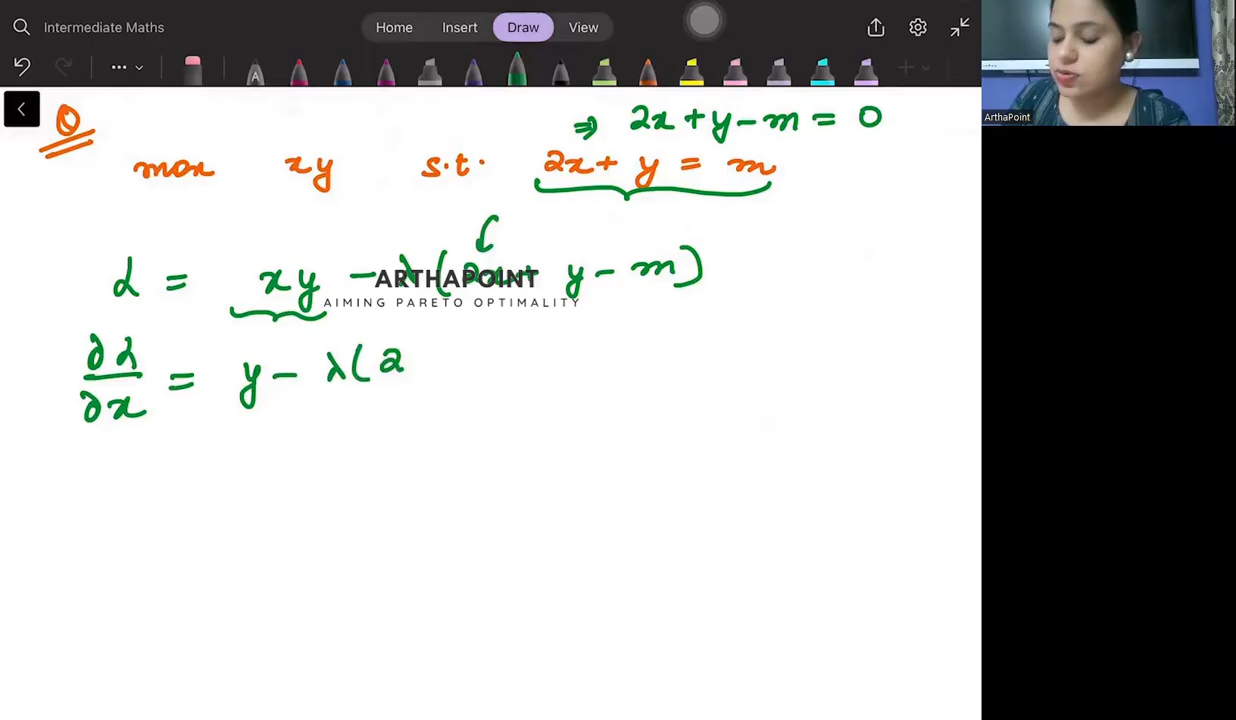 Intermediate Maths
Home Insert Draw View
A
Q
⇒ 2x + y - m = 0
max xy s.t. 2x + y = m
L = xy - λ(2x + y - m)
ARTHAPOINT
AIMING PARETO OPTIMALITY
∂L/∂x = y - λ(2
ArthaPoint